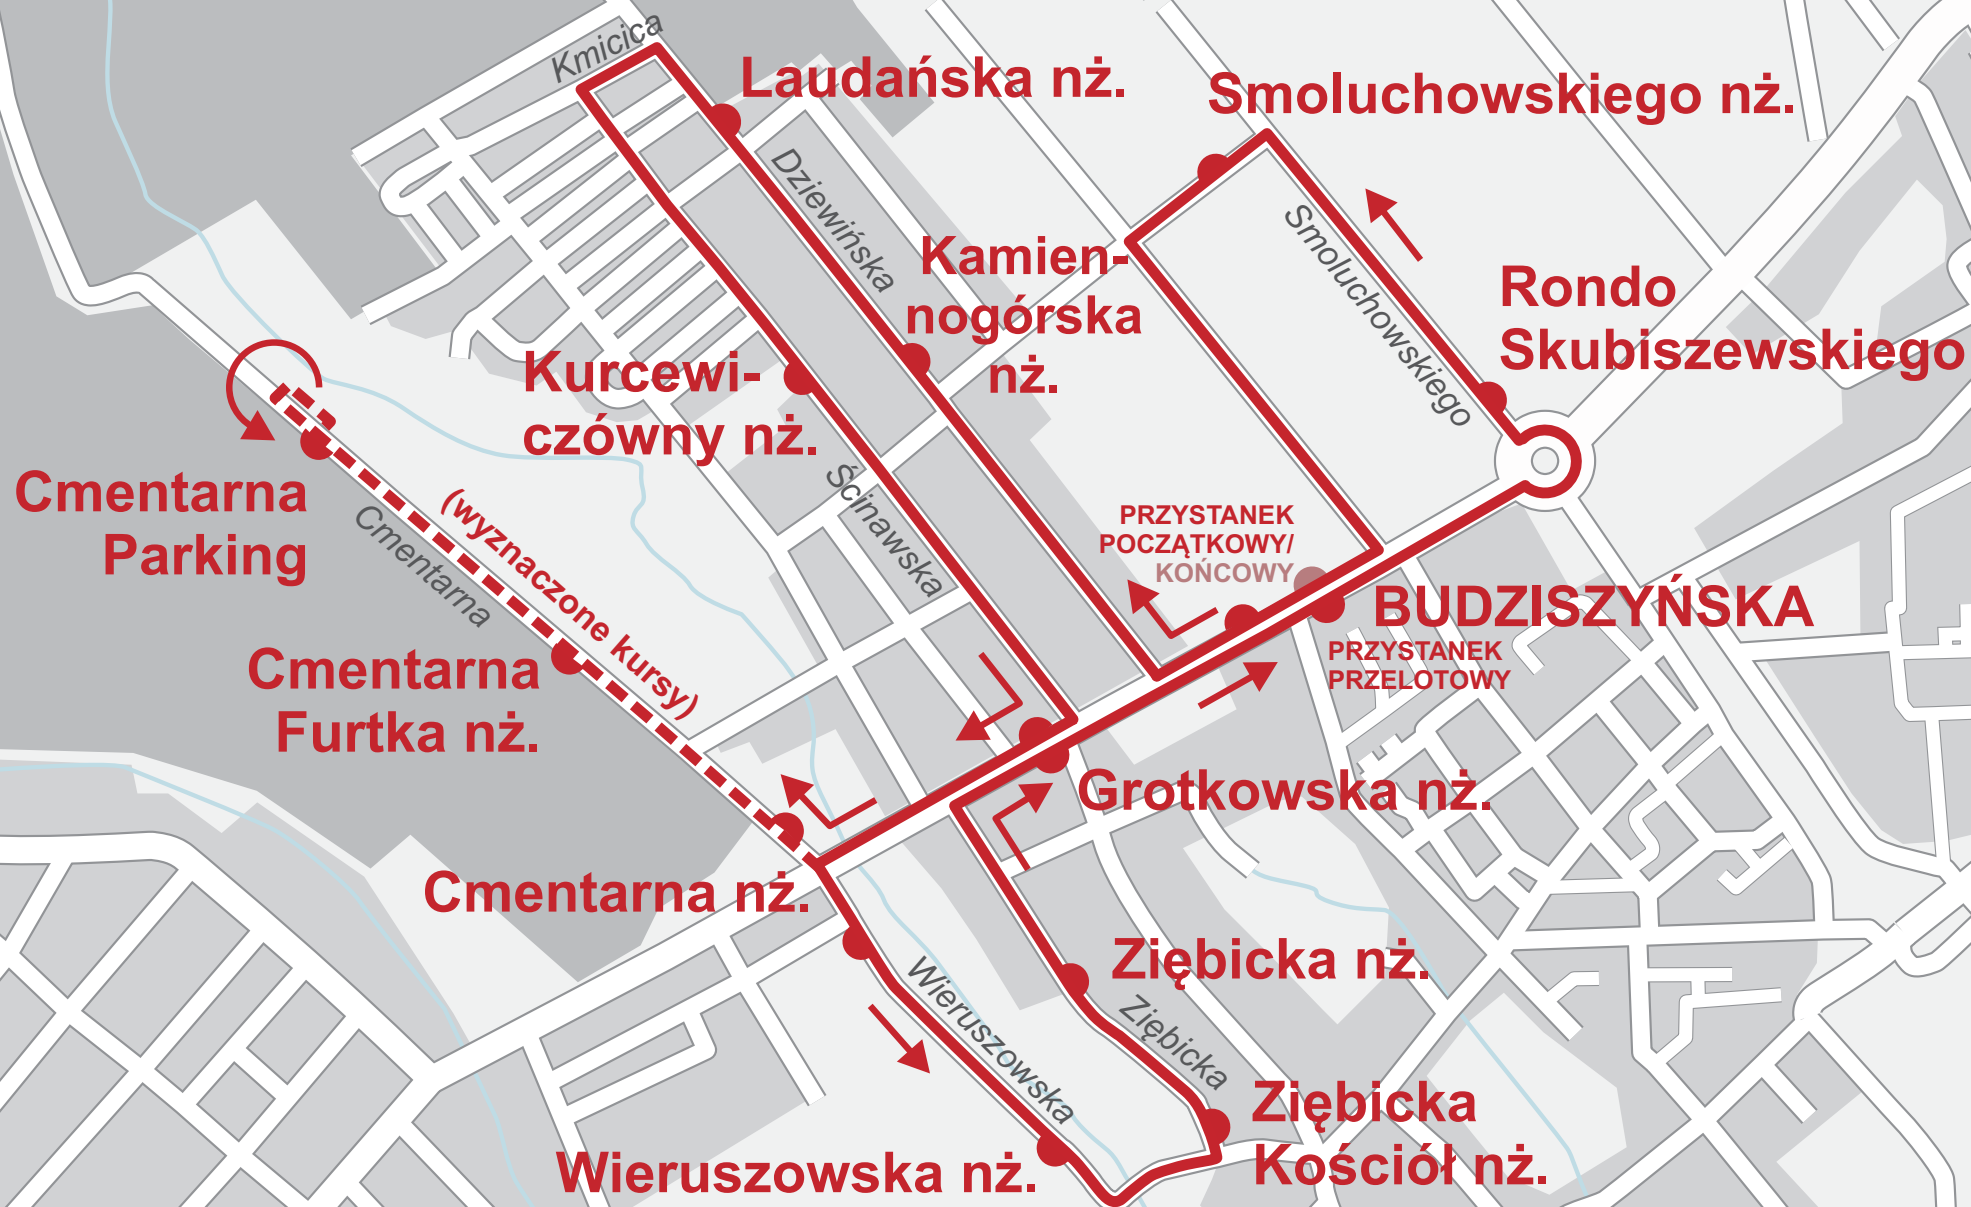 Kmicica
Laudańska nż.
Smoluchowskiego nż.
Dziewińska
Smoluchowskiego
Kamien-
nogórska
nż.
Rondo
Skubiszewskiego
Kurcewi-
czówny nż.
Ścinawska
Cmentarna
Parking
Cmentarna
(wyznaczone kursy)
PRZYSTANEK
POCZĄTKOWY/
KOŃCOWY
BUDZISZYŃSKA
PRZYSTANEK
PRZELOTOWY
Cmentarna
Furtka nż.
Grotkowska nż.
Cmentarna nż.
Ziębicka nż.
Wieruszowska
Ziębicka
Ziębicka
Kościół nż.
Wieruszowska nż.